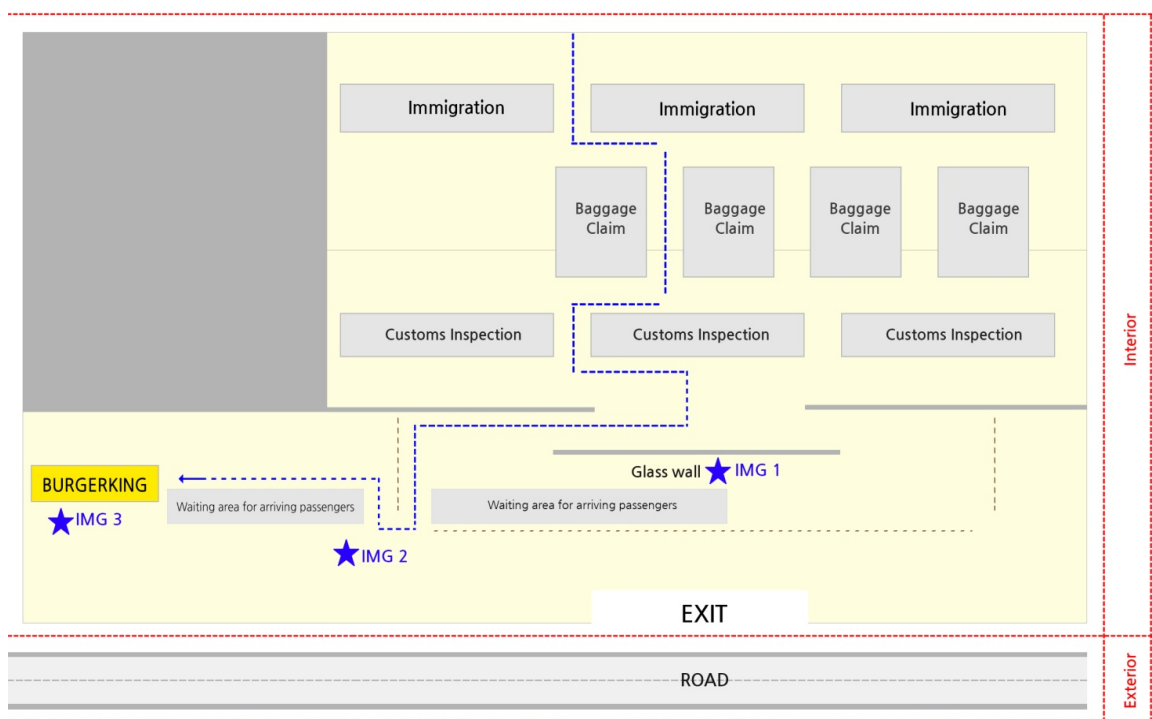 Immigration
Immigration
Immigration
Baggage
Claim
Baggage
Claim
Baggage
Claim
Baggage
Claim
Customs Inspection
Customs Inspection
Customs Inspection
Interior
Glass wall
IMG 1
BURGERKING
Waiting area for arriving passengers
Waiting area for arriving passengers
IMG 3
IMG 2
EXIT
ROAD
Exterior